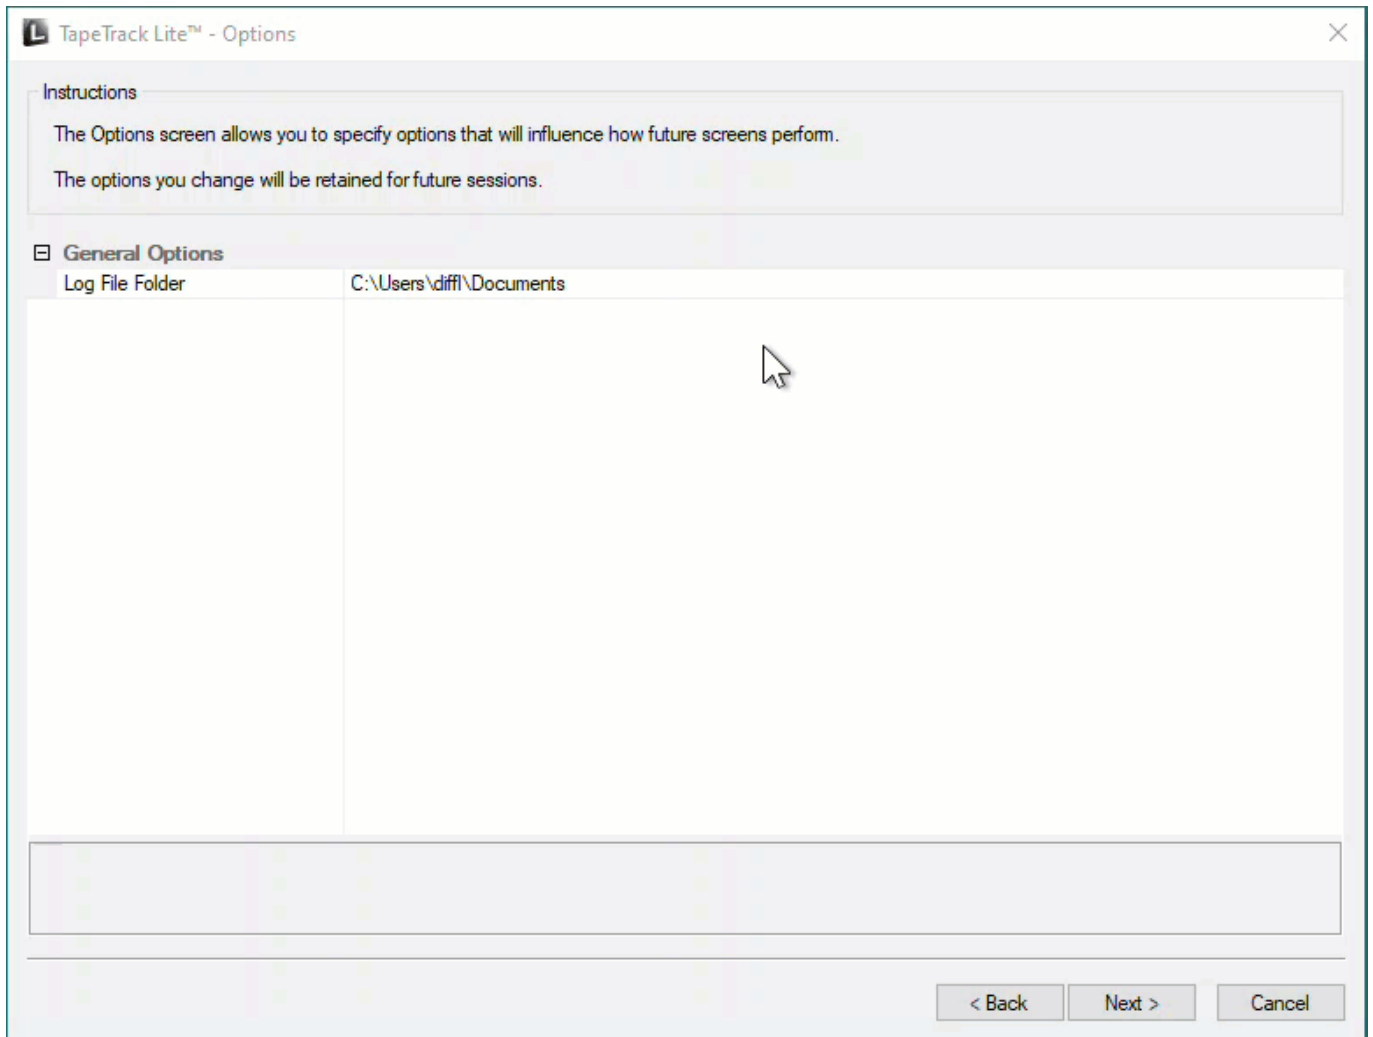 TapeTrack Lite™ - Options
Instructions
The Options screen allows you to specify options that will influence how future screens perform.
The options you change will be retained for future sessions.
General Options
Log File Folder C:\Users\diffl\Documents
< Back Next > Cancel